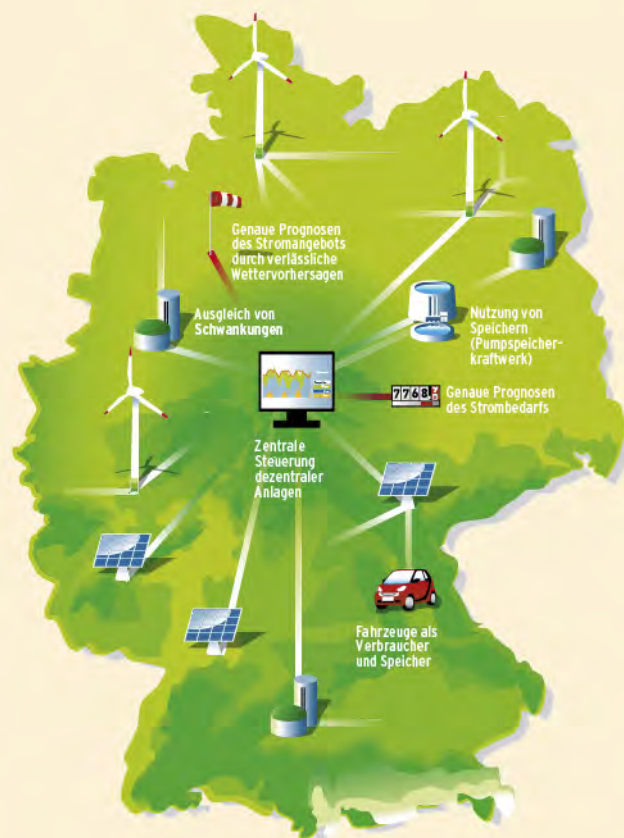 Genaue Prognosen
des Stromangebots
durch verlässliche
Wettervorhersagen
Ausgleich von
Schwankungen
Nutzung von
Speichern
(Pumpspeicher-
kraftwerk)
7768
Genaue Prognosen
des Strombedarfs
Zentrale
Steuerung
dezentraler
Anlagen
Fahrzeuge als
Verbraucher
und Speicher